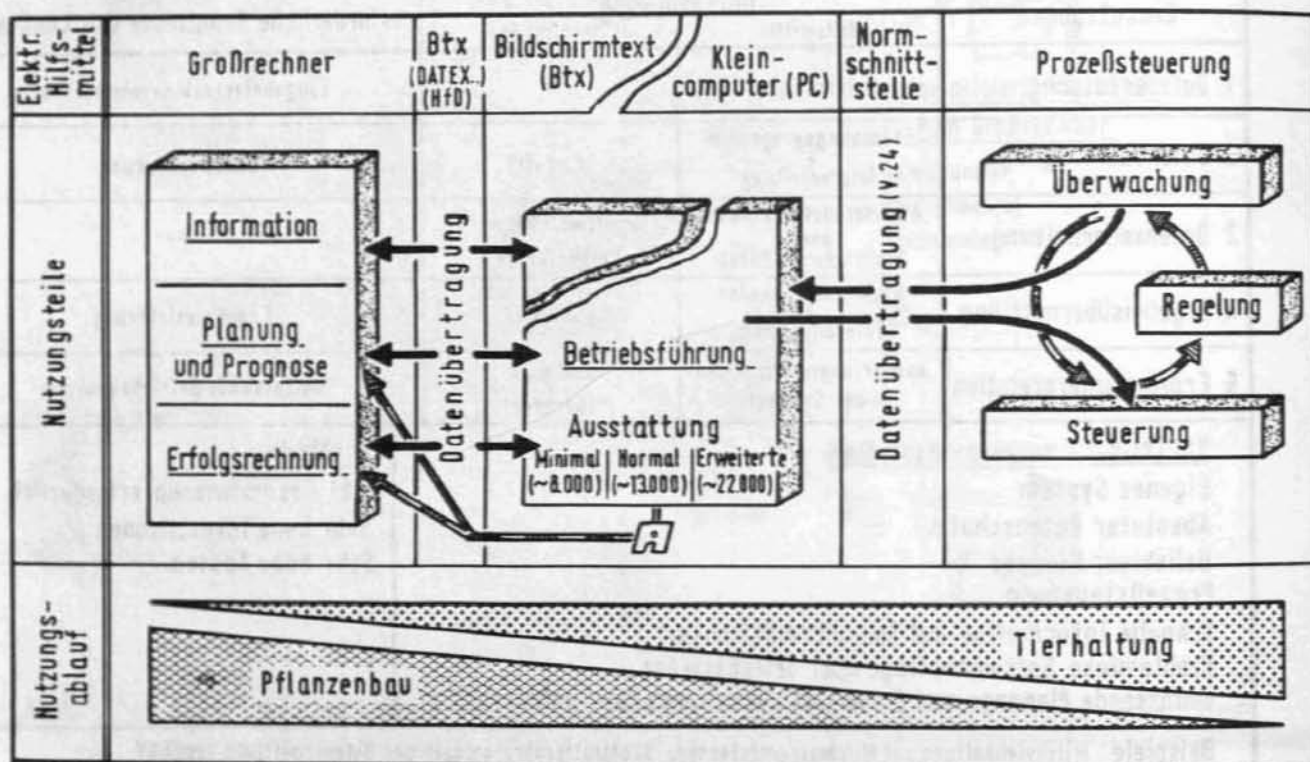 Elektr.
Hilfs-
mittel
Großrechner
Btx
(DATEX..)
(HfD)
Bildschirmtext
(Btx)
Klein-
computer (PC)
Norm-
schnitt-
stelle
Prozeßsteuerung
Nutzungsteile
Information
Planung
und Prognose
Erfolgsrechnung
Datenübertragung
Betriebsführung
Ausstattung
Minimal Normal Erweiterte
(~8.000) (~13.000) (~22.800)
Datenübertragung (V.24)
Überwachung
Regelung
Steuerung
Nutzungs-
ablauf
Tierhaltung
Pflanzenbau